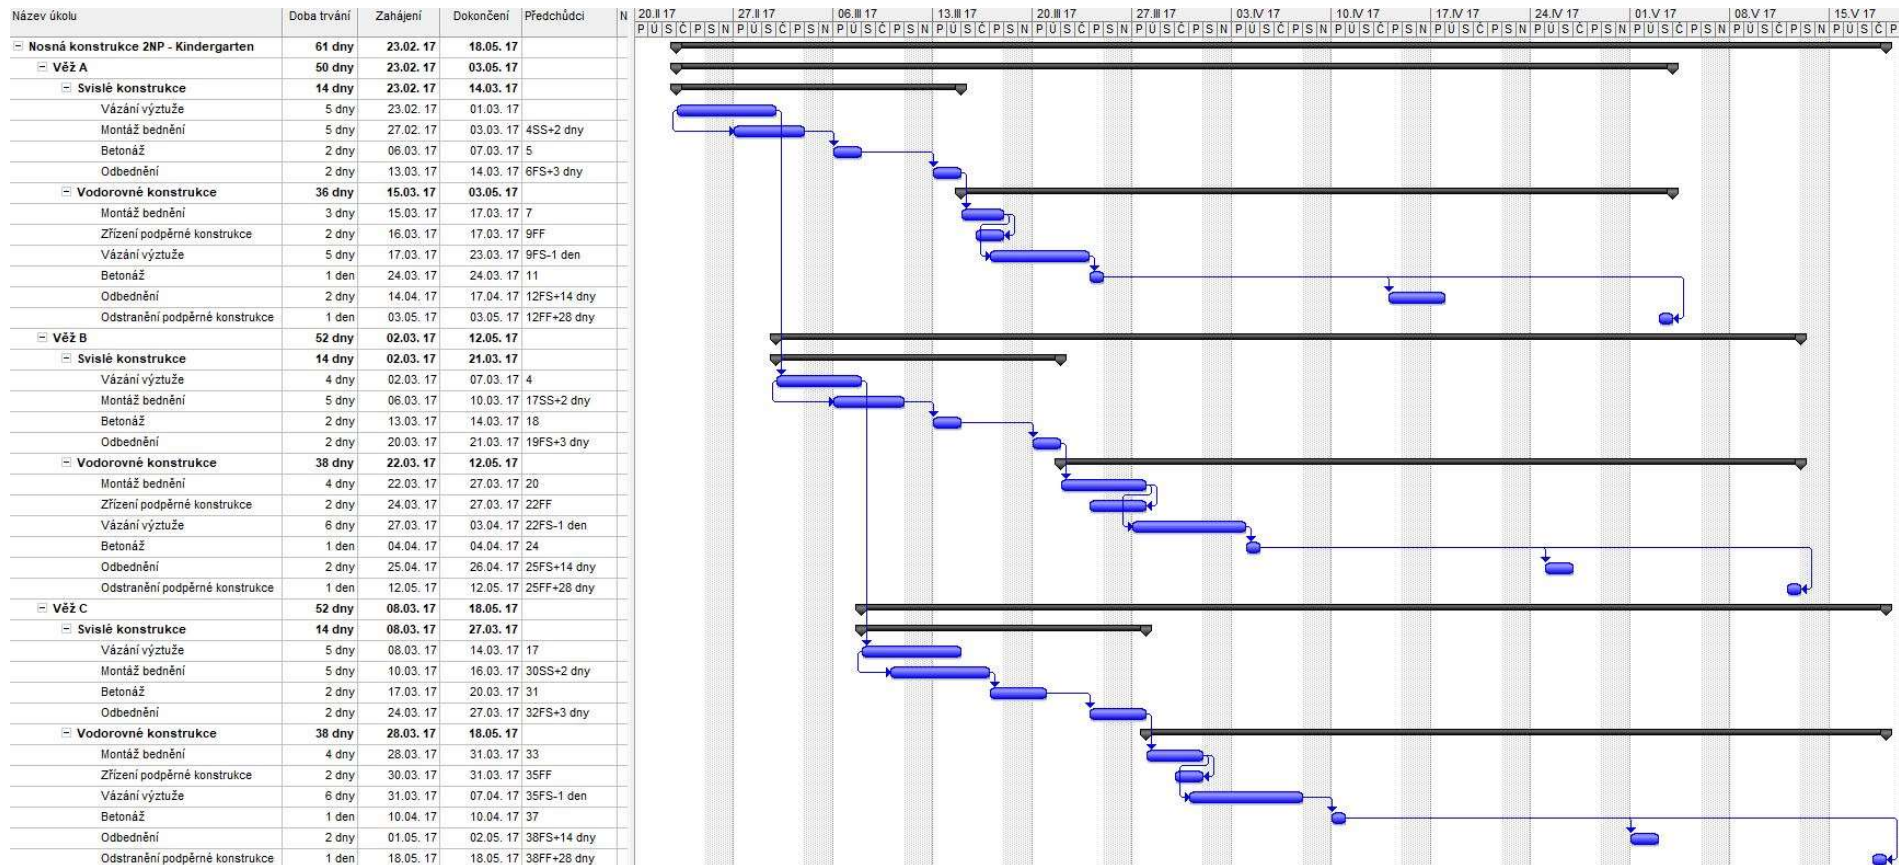 Název úkolu Doba trvání Zahájení Dokončení Předchůdci N 20.II 17 27.II 17 06.III 17 13.III 17 20.III 17 27.III 17 03.IV 17 10.IV 17 17.IV 17 24.IV 17 01.V 17 08.V 17 15.V 17
P Ú S Č P S N P Ú S Č P S N P Ú S Č P S N P Ú S Č P S N P Ú S Č P S N P Ú S Č P S N P Ú S Č P S N P Ú S Č P S N P Ú S Č P S N P Ú S Č P S N P Ú S Č P S N P Ú S Č P S N P Ú S Č P
Nosná konstrukce 2NP - Kindergarten 61 dny 23.02. 17 18.05. 17
Věž A 50 dny 23.02. 17 03.05. 17
Svislé konstrukce 14 dny 23.02. 17 14.03. 17
Vázání výztuže 5 dny 23.02. 17 01.03. 17
Montáž bednění 5 dny 27.02. 17 03.03. 17 4SS+2 dny
Betonáž 2 dny 06.03. 17 07.03. 17 5
Odbednění 2 dny 13.03. 17 14.03. 17 6FS+3 dny
Vodorovné konstrukce 36 dny 15.03. 17 03.05. 17
Montáž bednění 3 dny 15.03. 17 17.03. 17 7
Zřízení podpěrné konstrukce 2 dny 16.03. 17 17.03. 17 9FF
Vázání výztuže 5 dny 17.03. 17 23.03. 17 9FS-1 den
Betonáž 1 den 24.03. 17 24.03. 17 11
Odbednění 2 dny 14.04. 17 17.04. 17 12FS+14 dny
Odstranění podpěrné konstrukce 1 den 03.05. 17 03.05. 17 12FF+28 dny
Věž B 52 dny 02.03. 17 12.05. 17
Svislé konstrukce 14 dny 02.03. 17 21.03. 17
Vázání výztuže 4 dny 02.03. 17 07.03. 17 4
Montáž bednění 5 dny 06.03. 17 10.03. 17 17SS+2 dny
Betonáž 2 dny 13.03. 17 14.03. 17 18
Odbednění 2 dny 20.03. 17 21.03. 17 19FS+3 dny
Vodorovné konstrukce 38 dny 22.03. 17 12.05. 17
Montáž bednění 4 dny 22.03. 17 27.03. 17 20
Zřízení podpěrné konstrukce 2 dny 24.03. 17 27.03. 17 22FF
Vázání výztuže 6 dny 27.03. 17 03.04. 17 22FS-1 den
Betonáž 1 den 04.04. 17 04.04. 17 24
Odbednění 2 dny 25.04. 17 26.04. 17 25FS+14 dny
Odstranění podpěrné konstrukce 1 den 12.05. 17 12.05. 17 25FF+28 dny
Věž C 52 dny 08.03. 17 18.05. 17
Svislé konstrukce 14 dny 08.03. 17 27.03. 17
Vázání výztuže 5 dny 08.03. 17 14.03. 17 17
Montáž bednění 5 dny 10.03. 17 16.03. 17 30SS+2 dny
Betonáž 2 dny 17.03. 17 20.03. 17 31
Odbednění 2 dny 24.03. 17 27.03. 17 32FS+3 dny
Vodorovné konstrukce 38 dny 28.03. 17 18.05. 17
Montáž bednění 4 dny 28.03. 17 31.03. 17 33
Zřízení podpěrné konstrukce 2 dny 30.03. 17 31.03. 17 35FF
Vázání výztuže 6 dny 31.03. 17 07.04. 17 35FS-1 den
Betonáž 1 den 10.04. 17 10.04. 17 37
Odbednění 2 dny 01.05. 17 02.05. 17 38FS+14 dny
Odstranění podpěrné konstrukce 1 den 18.05. 17 18.05. 17 38FF+28 dny